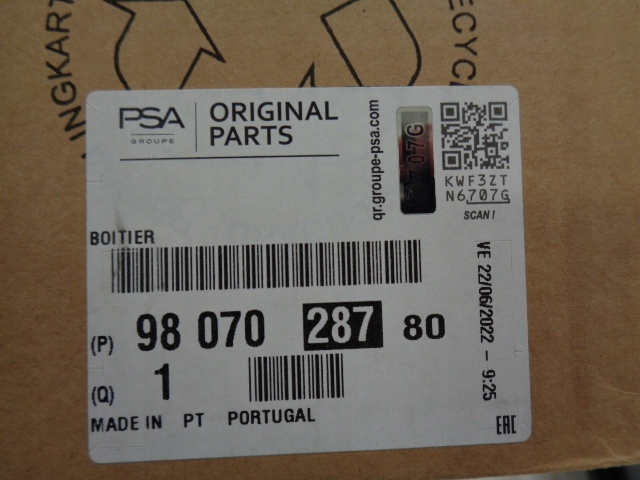 INGKART
RECYC
PSA
GROUPE
ORIGINAL
PARTS
qr.groupe-psa.com
707G
KWF3ZT
N6707G
SCAN!
BOITIER
(P) 98 070 287 80
(Q) 1
MADE IN PT PORTUGAL
VE 22/06/2022 - 9:25
EAC